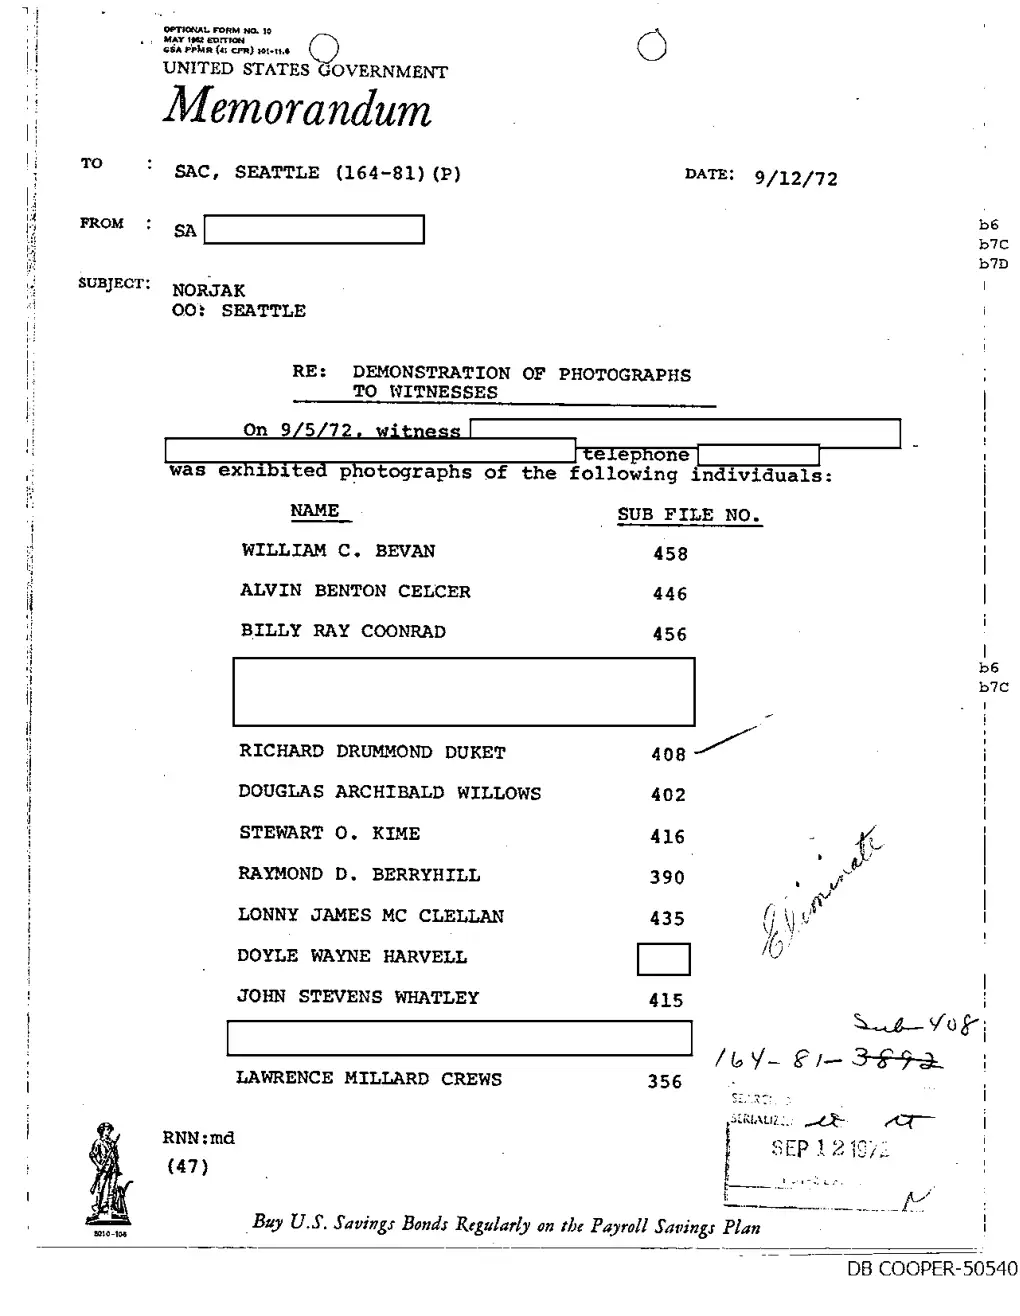 OPTIONAL FORM NO. 10
MAY 1962 EDITION
GSA FPMR (41 CFR) 101-11.6
UNITED STATES GOVERNMENT
Memorandum
TO : SAC, SEATTLE (164-81) (P) DATE: 9/12/72
FROM : SA
b6
b7C
b7D
SUBJECT: NORJAK
OO: SEATTLE
RE: DEMONSTRATION OF PHOTOGRAPHS
TO WITNESSES
On 9/5/72, witness
telephone
was exhibited photographs of the following individuals:
NAME SUB FILE NO.
WILLIAM C. BEVAN 458
ALVIN BENTON CELCER 446
BILLY RAY COONRAD 456
b6
b7C
RICHARD DRUMMOND DUKET 408
DOUGLAS ARCHIBALD WILLOWS 402
STEWART O. KIME 416
RAYMOND D. BERRYHILL 390
LONNY JAMES MC CLELLAN 435
DOYLE WAYNE HARVELL
JOHN STEVENS WHATLEY 415
Eliminate
Sub-408
164-81-3892
LAWRENCE MILLARD CREWS 356
SERIALIZED
SEP 12 1972
RNN:md
(47)
5010-108
Buy U.S. Savings Bonds Regularly on the Payroll Savings Plan
DB COOPER-50540